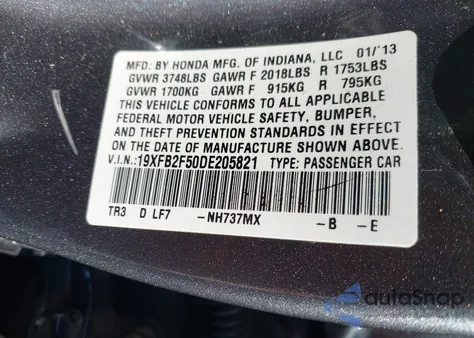 MFD. BY HONDA MFG. OF INDIANA, LLC 01/13
GVWR 3748LBS GAWR F 2018LBS R 1753LBS
GVWR 1700KG GAWR F 915KG R 795KG
THIS VEHICLE CONFORMS TO ALL APPLICABLE
FEDERAL MOTOR VEHICLE SAFETY, BUMPER,
AND THEFT PREVENTION STANDARDS IN EFFECT
ON THE DATE OF MANUFACTURE SHOWN ABOVE.
V.I.N.: 19XFB2F50DE205821 TYPE: PASSENGER CAR
TR3 D LF7 -NH737MX -B -E
autoSnap